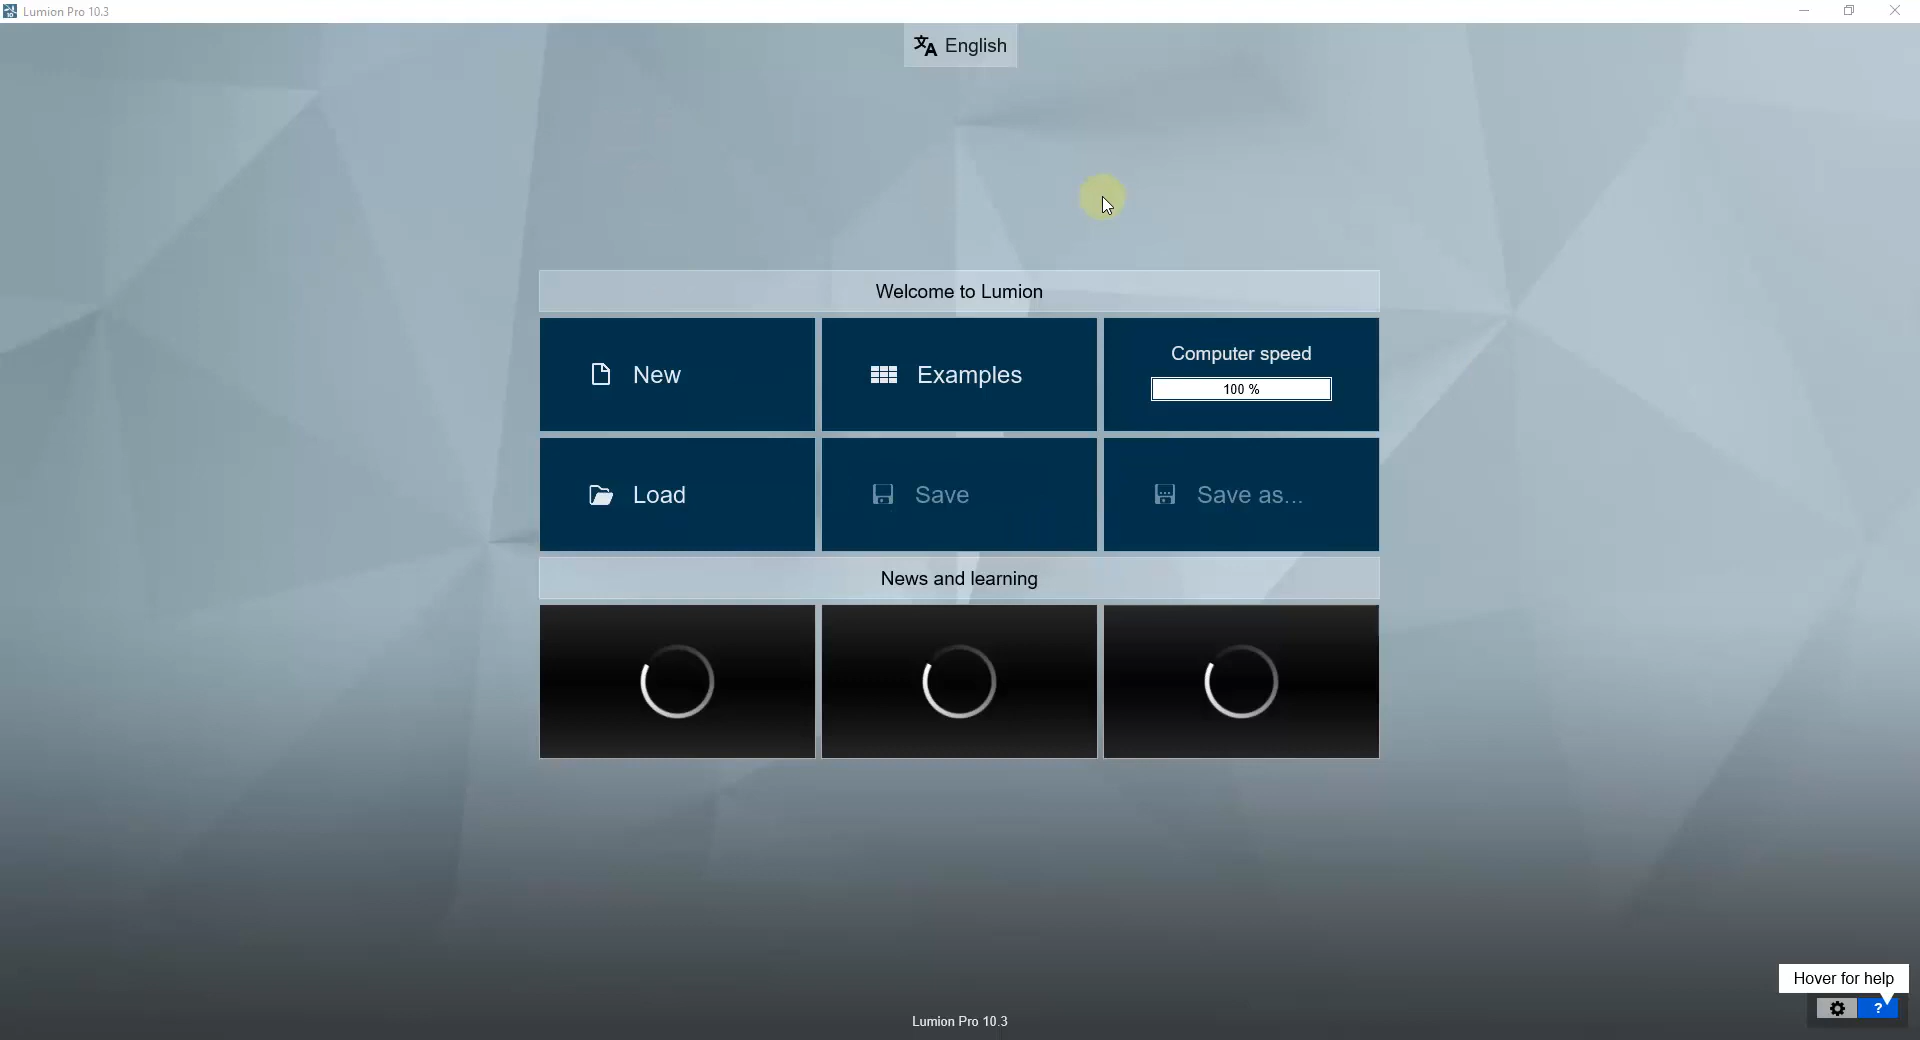 Lumion Pro 10.3
English
Welcome to Lumion
New
Examples
Computer speed
100 %
Load
Save
Save as...
News and learning
Hover for help
?
Lumion Pro 10.3